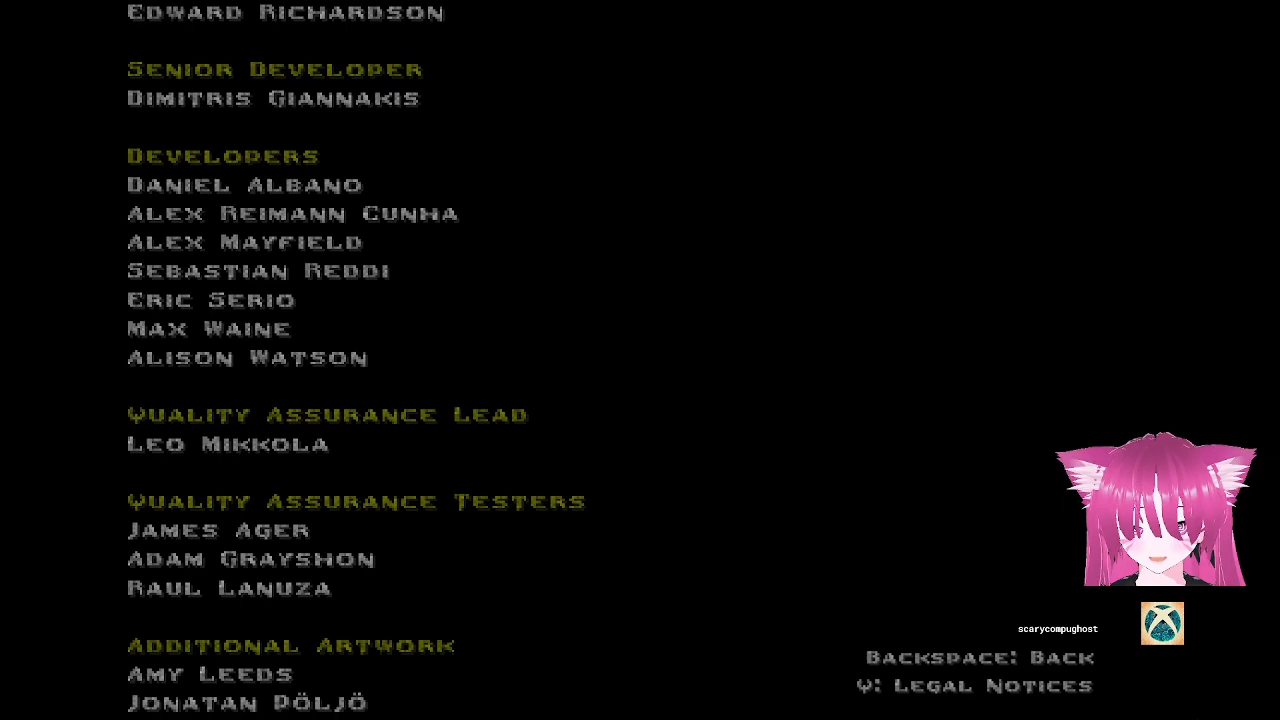 Edward Richardson
Senior Developer
Dimitris Giannakis
Developers
Daniel Albano
Alex Reimann Cunha
Alex Mayfield
Sebastian Reddi
Eric Serio
Max Waine
Alison Watson
Quality Assurance Lead
Leo Mikkola
Quality Assurance Testers
James Ager
Adam Grayshon
Raul Lanuza
Additional Artwork
Amy Leeds
Jonatan Pöljö
scarycompughost
Backspace: Back
Q: Legal Notices